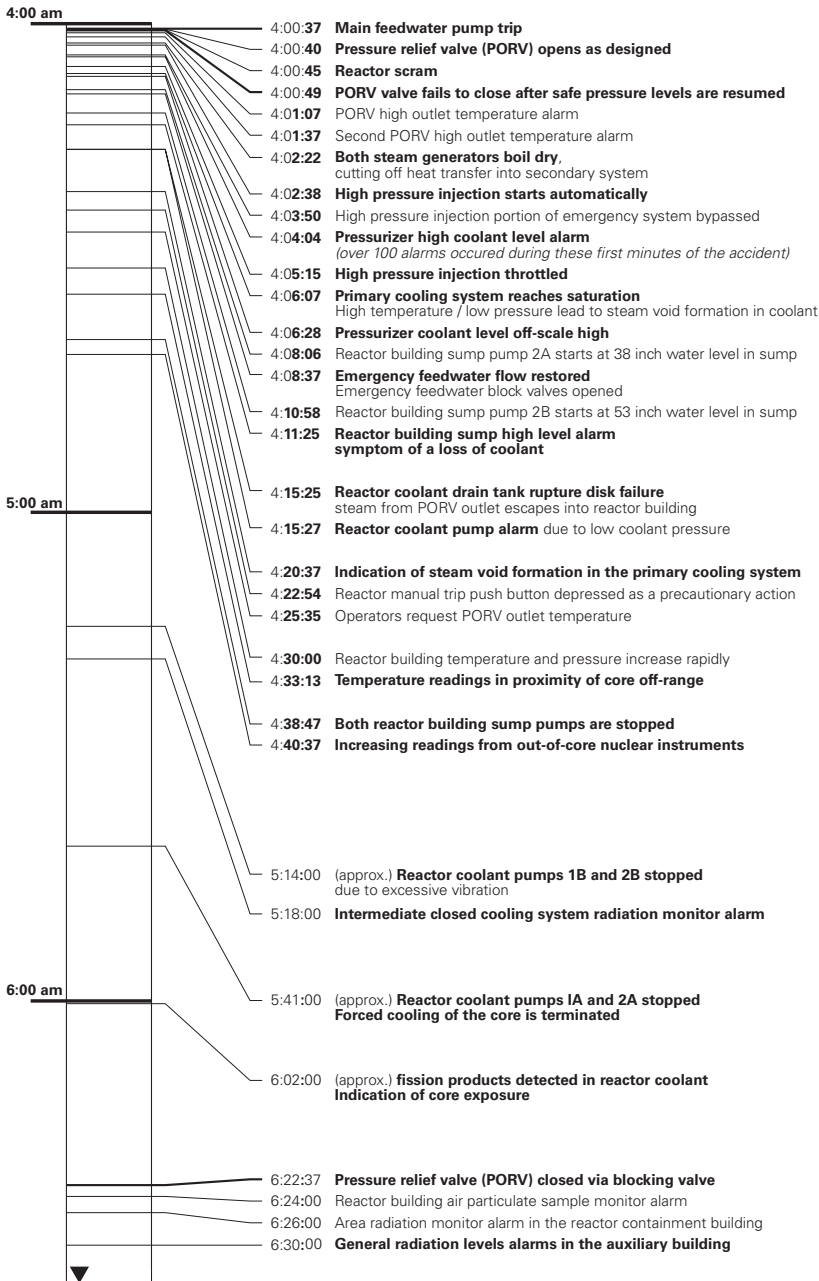 4:00 am
4:00:37 Main feedwater pump trip
4:00:40 Pressure relief valve (PORV) opens as designed
4:00:45 Reactor scram
4:00:49 PORV valve fails to close after safe pressure levels are resumed
4:01:07 PORV high outlet temperature alarm
4:01:37 Second PORV high outlet temperature alarm
4:02:22 Both steam generators boil dry,
cutting off heat transfer into secondary system
4:02:38 High pressure injection starts automatically
4:03:50 High pressure injection portion of emergency system bypassed
4:04:04 Pressurizer high coolant level alarm
(over 100 alarms occured during these first minutes of the accident)
4:05:15 High pressure injection throttled
4:06:07 Primary cooling system reaches saturation
High temperature / low pressure lead to steam void formation in coolant
4:06:28 Pressurizer coolant level off-scale high
4:08:06 Reactor building sump pump 2A starts at 38 inch water level in sump
4:08:37 Emergency feedwater flow restored
Emergency feedwater block valves opened
4:10:58 Reactor building sump pump 2B starts at 53 inch water level in sump
4:11:25 Reactor building sump high level alarm
symptom of a loss of coolant
4:15:25 Reactor coolant drain tank rupture disk failure
steam from PORV outlet escapes into reactor building
5:00 am
4:15:27 Reactor coolant pump alarm due to low coolant pressure
4:20:37 Indication of steam void formation in the primary cooling system
4:22:54 Reactor manual trip push button depressed as a precautionary action
4:25:35 Operators request PORV outlet temperature
4:30:00 Reactor building temperature and pressure increase rapidly
4:33:13 Temperature readings in proximity of core off-range
4:38:47 Both reactor building sump pumps are stopped
4:40:37 Increasing readings from out-of-core nuclear instruments
5:14:00 (approx.) Reactor coolant pumps 1B and 2B stopped
due to excessive vibration
5:18:00 Intermediate closed cooling system radiation monitor alarm
6:00 am
5:41:00 (approx.) Reactor coolant pumps IA and 2A stopped
Forced cooling of the core is terminated
6:02:00 (approx.) fission products detected in reactor coolant
Indication of core exposure
6:22:37 Pressure relief valve (PORV) closed via blocking valve
6:24:00 Reactor building air particulate sample monitor alarm
6:26:00 Area radiation monitor alarm in the reactor containment building
6:30:00 General radiation levels alarms in the auxiliary building